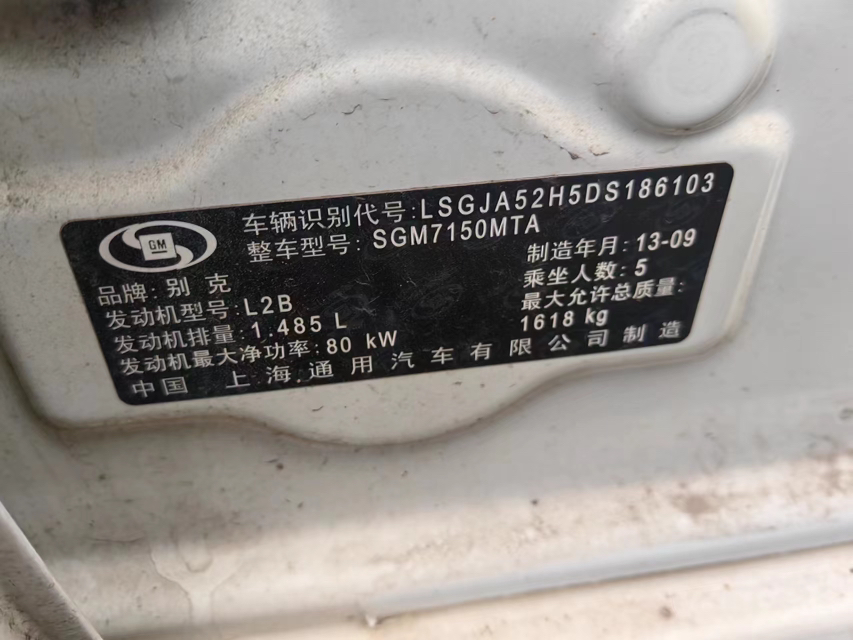 GM
车辆识别代号:LSGJA52H5DS186103
整车型号: SGM7150MTA
品牌: 别克
制造年月: 13-09
发动机型号: L2B
乘坐人数: 5
发动机排量: 1.485 L
最大允许总质量:
1618 kg
发动机最大净功率: 80 kW
中国 上海通用汽车有限公司制造